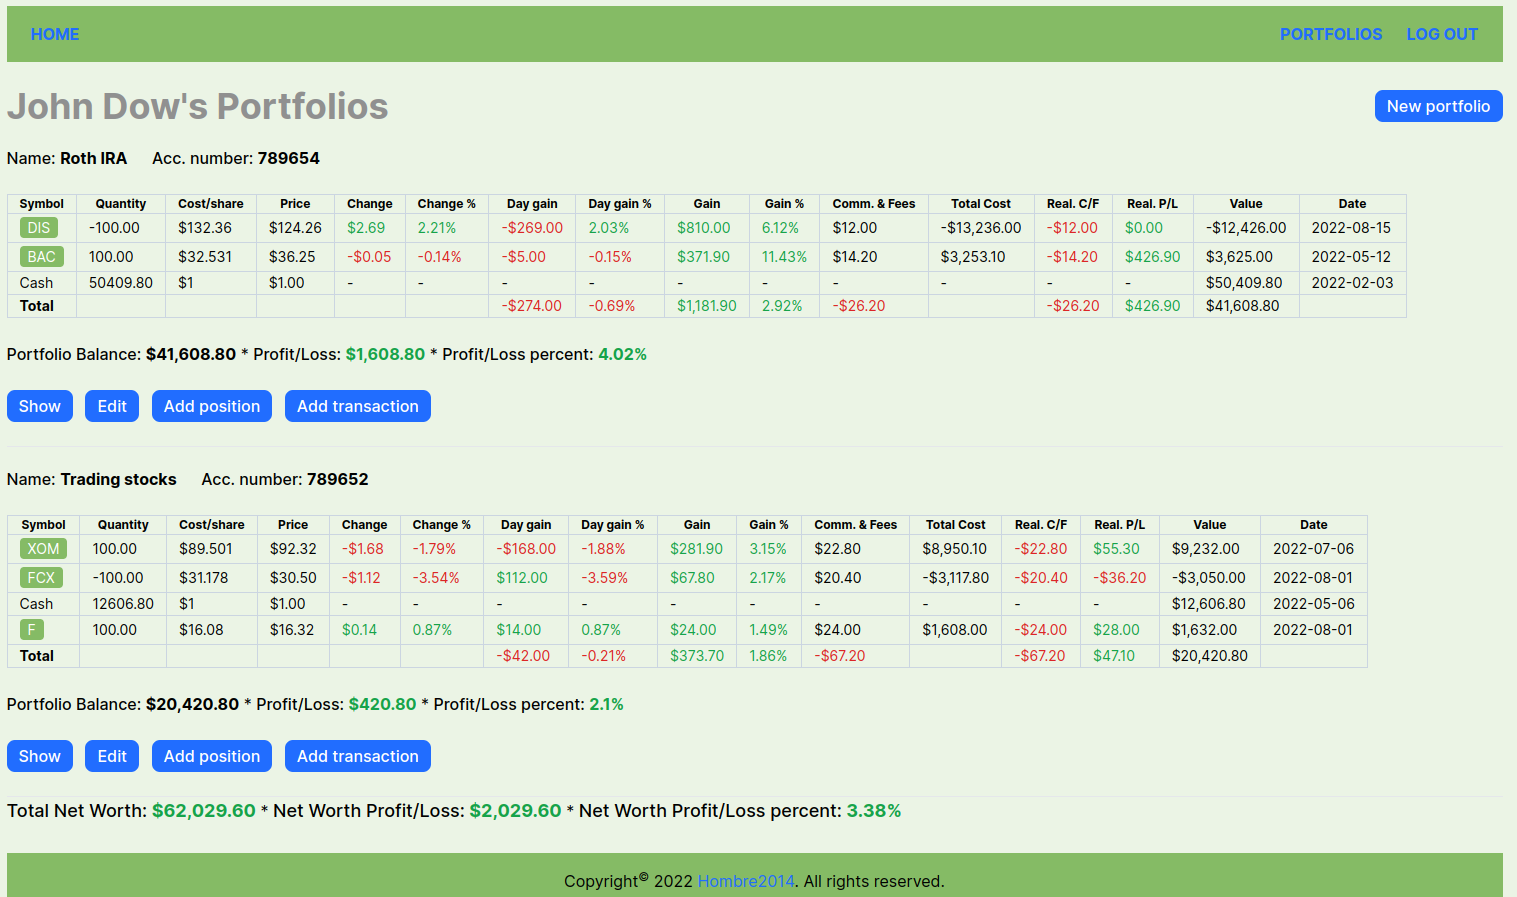 HOME PORTFOLIOS LOG OUT
John Dow's Portfolios New portfolio
Name: Roth IRA Acc. number: 789654
Symbol Quantity Cost/share Price Change Change % Day gain Day gain % Gain Gain % Comm. & Fees Total Cost Real. C/F Real. P/L Value Date
DIS -100.00 $132.36 $124.26 $2.69 2.21% -$269.00 2.03% $810.00 6.12% $12.00 -$13,236.00 -$12.00 $0.00 -$12,426.00 2022-08-15
BAC 100.00 $32.531 $36.25 -$0.05 -0.14% -$5.00 -0.15% $371.90 11.43% $14.20 $3,253.10 -$14.20 $426.90 $3,625.00 2022-05-12
Cash 50409.80 $1 $1.00 - - - - - - - - - - $50,409.80 2022-02-03
Total -$274.00 -0.69% $1,181.90 2.92% -$26.20 -$26.20 $426.90 $41,608.80
Portfolio Balance: $41,608.80 * Profit/Loss: $1,608.80 * Profit/Loss percent: 4.02%
Show Edit Add position Add transaction
Name: Trading stocks Acc. number: 789652
Symbol Quantity Cost/share Price Change Change % Day gain Day gain % Gain Gain % Comm. & Fees Total Cost Real. C/F Real. P/L Value Date
XOM 100.00 $89.501 $92.32 -$1.68 -1.79% -$168.00 -1.88% $281.90 3.15% $22.80 $8,950.10 -$22.80 $55.30 $9,232.00 2022-07-06
FCX -100.00 $31.178 $30.50 -$1.12 -3.54% $112.00 -3.59% $67.80 2.17% $20.40 -$3,117.80 -$20.40 -$36.20 -$3,050.00 2022-08-01
Cash 12606.80 $1 $1.00 - - - - - - - - - - $12,606.80 2022-05-06
F 100.00 $16.08 $16.32 $0.14 0.87% $14.00 0.87% $24.00 1.49% $24.00 $1,608.00 -$24.00 $28.00 $1,632.00 2022-08-01
Total -$42.00 -0.21% $373.70 1.86% -$67.20 -$67.20 $47.10 $20,420.80
Portfolio Balance: $20,420.80 * Profit/Loss: $420.80 * Profit/Loss percent: 2.1%
Show Edit Add position Add transaction
Total Net Worth: $62,029.60 * Net Worth Profit/Loss: $2,029.60 * Net Worth Profit/Loss percent: 3.38%
Copyright© 2022 Hombre2014. All rights reserved.